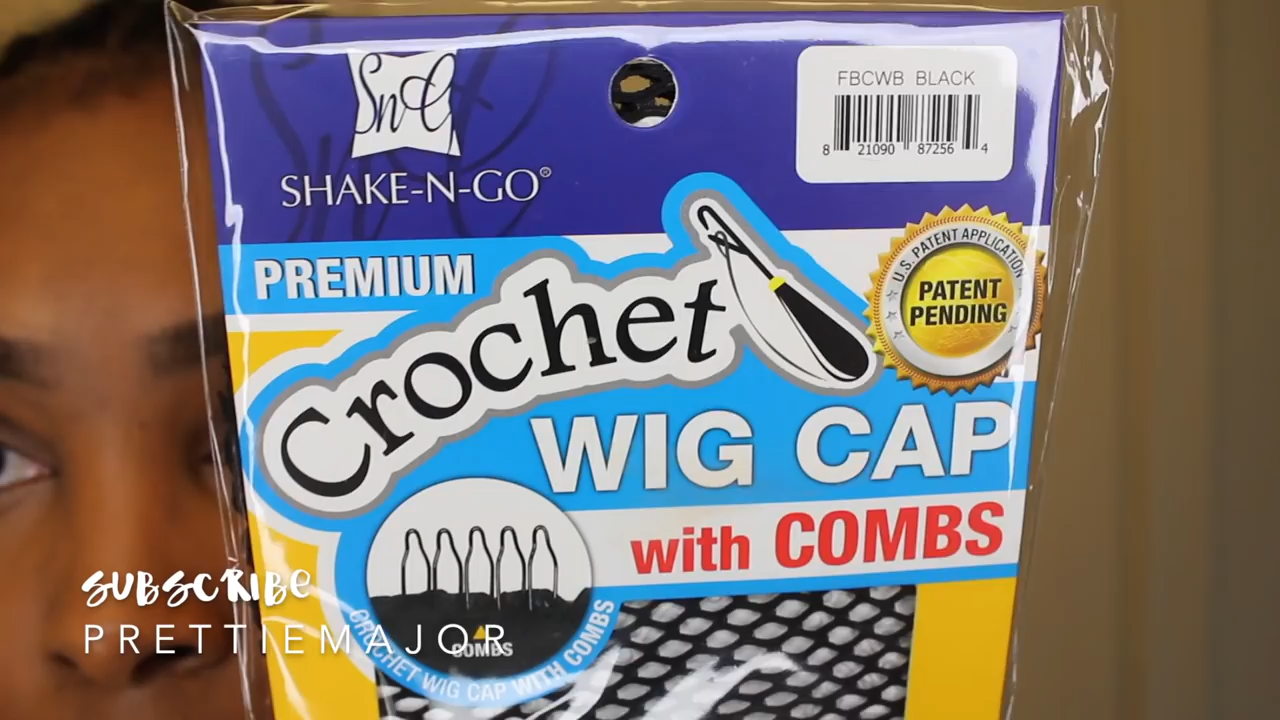 SnG
SHAKE-N-GO®
FBCWB BLACK
8 21090 87256 4
PREMIUM
Crochet
WIG CAP
with COMBS
U.S. PATENT APPLICATION
PATENT
PENDING
COMBS
CROCHET WIG CAP WITH COMBS
SUBSCRIBE
PRETTIEMAJOR